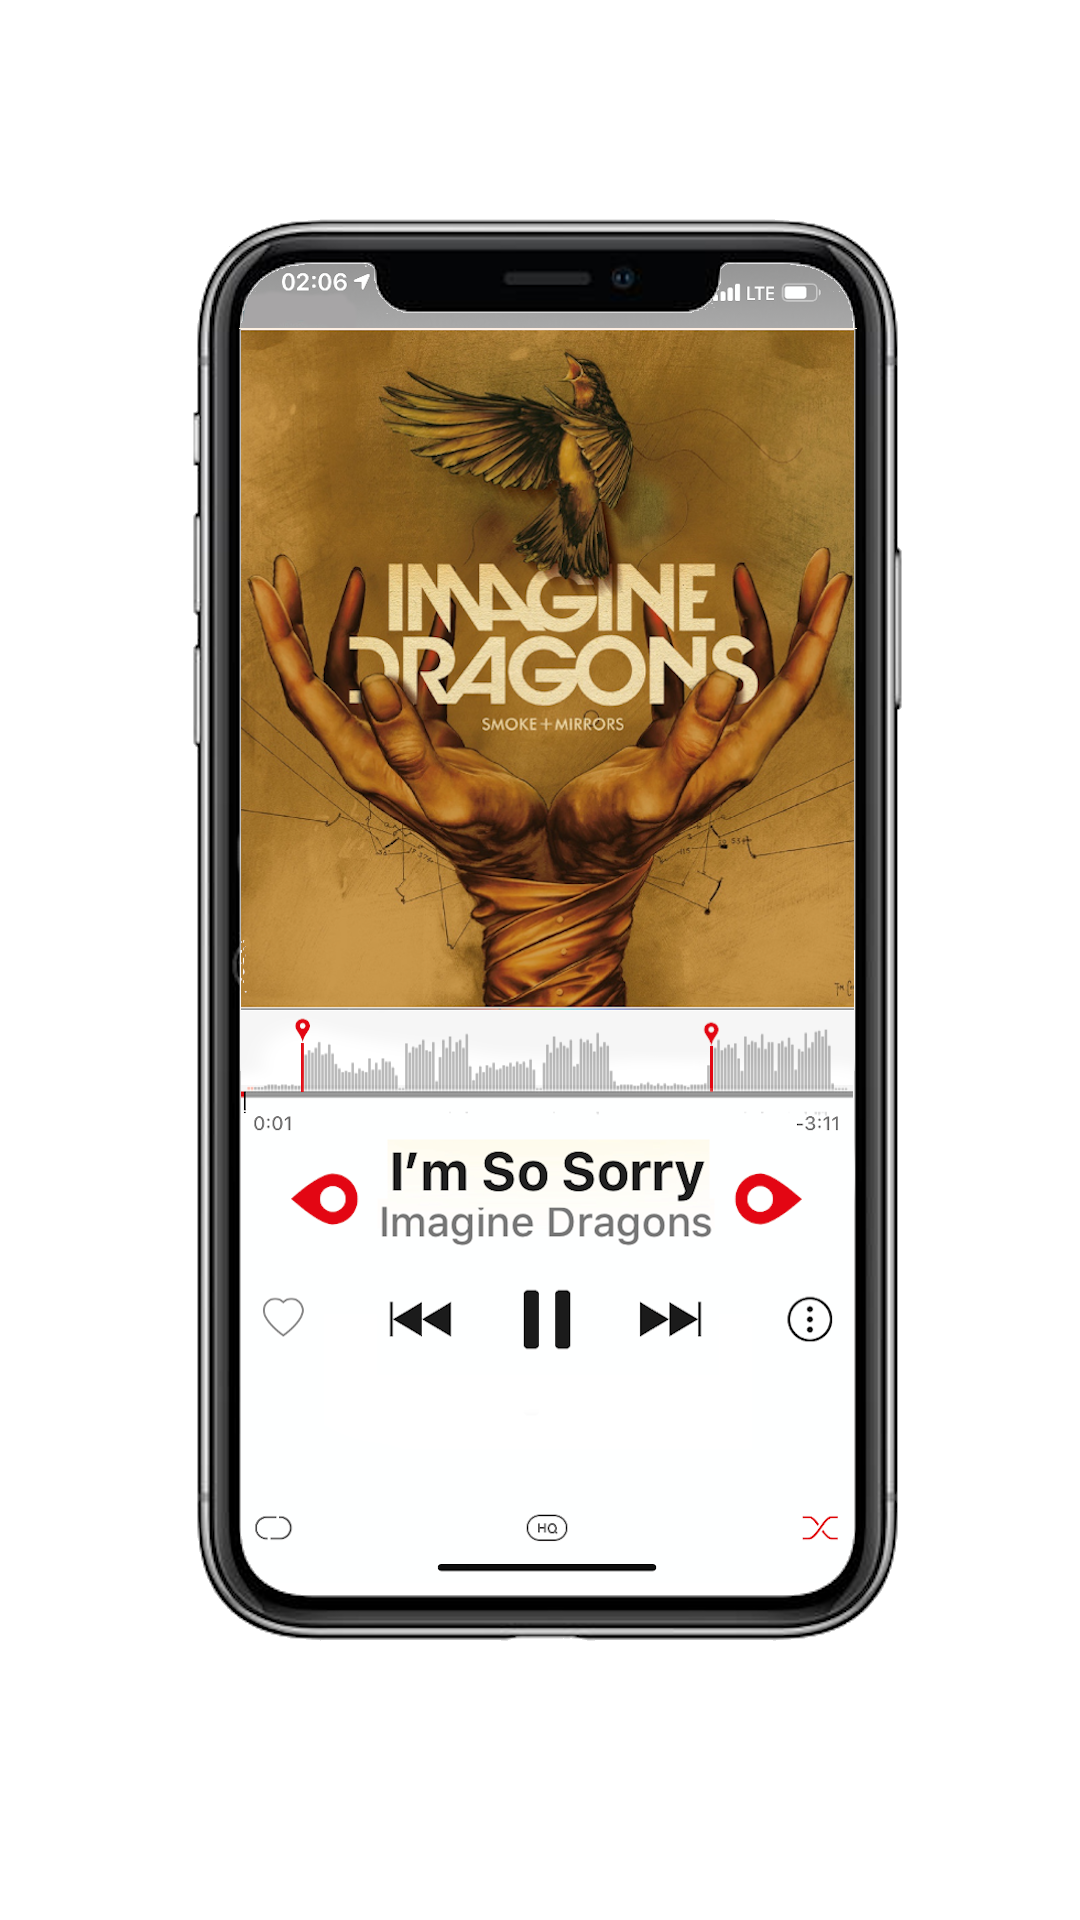 02:06
LTE
IMAGINE
DRAGONS
SMOKE + MIRRORS
0:01
-3:11
I'm So Sorry
Imagine Dragons
HQ